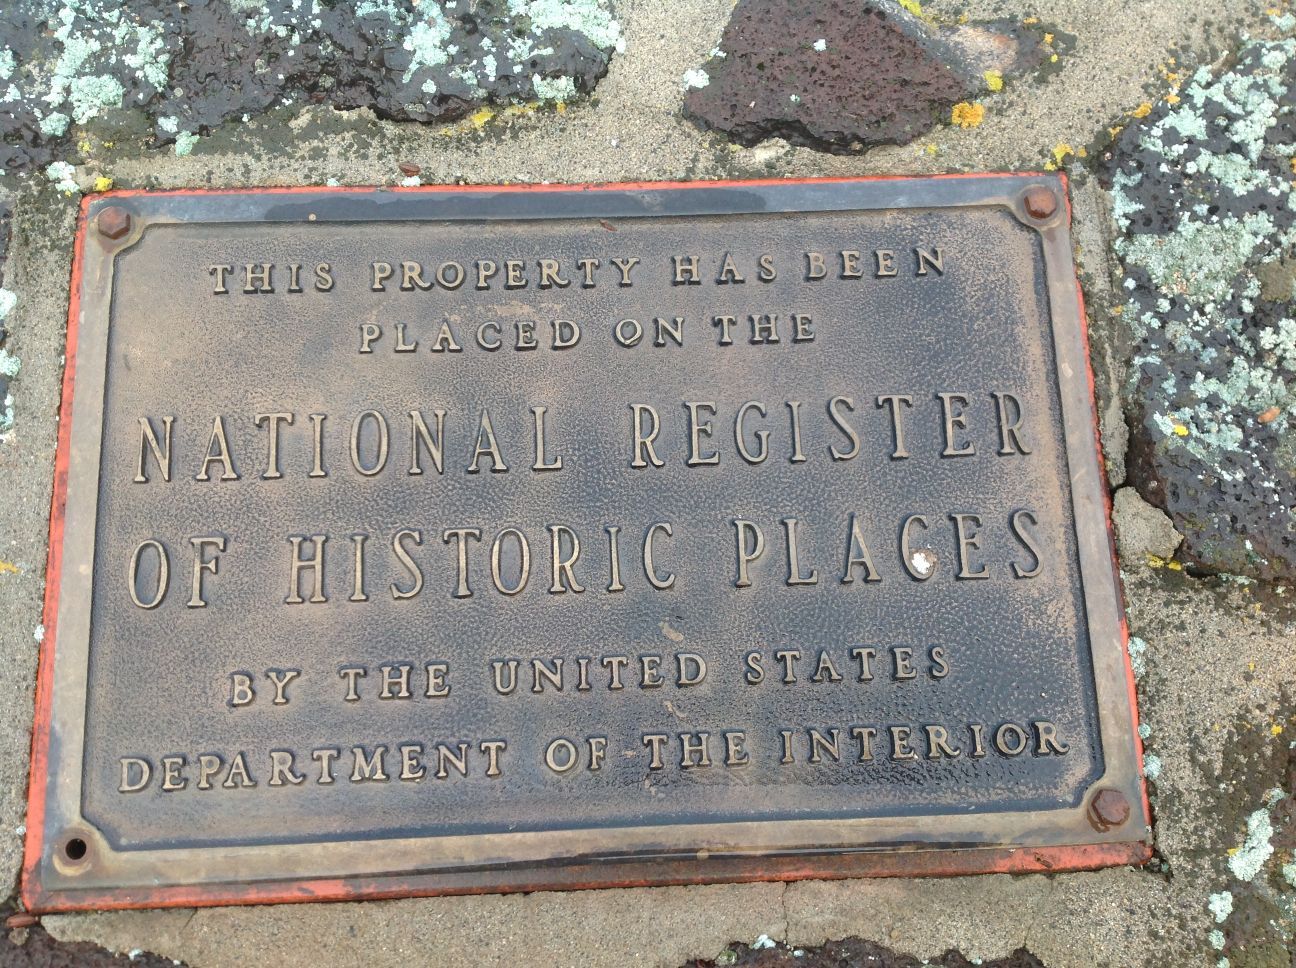 THIS PROPERTY HAS BEEN
PLACED ON THE
NATIONAL REGISTER
OF HISTORIC PLACES
BY THE UNITED STATES
DEPARTMENT OF THE INTERIOR